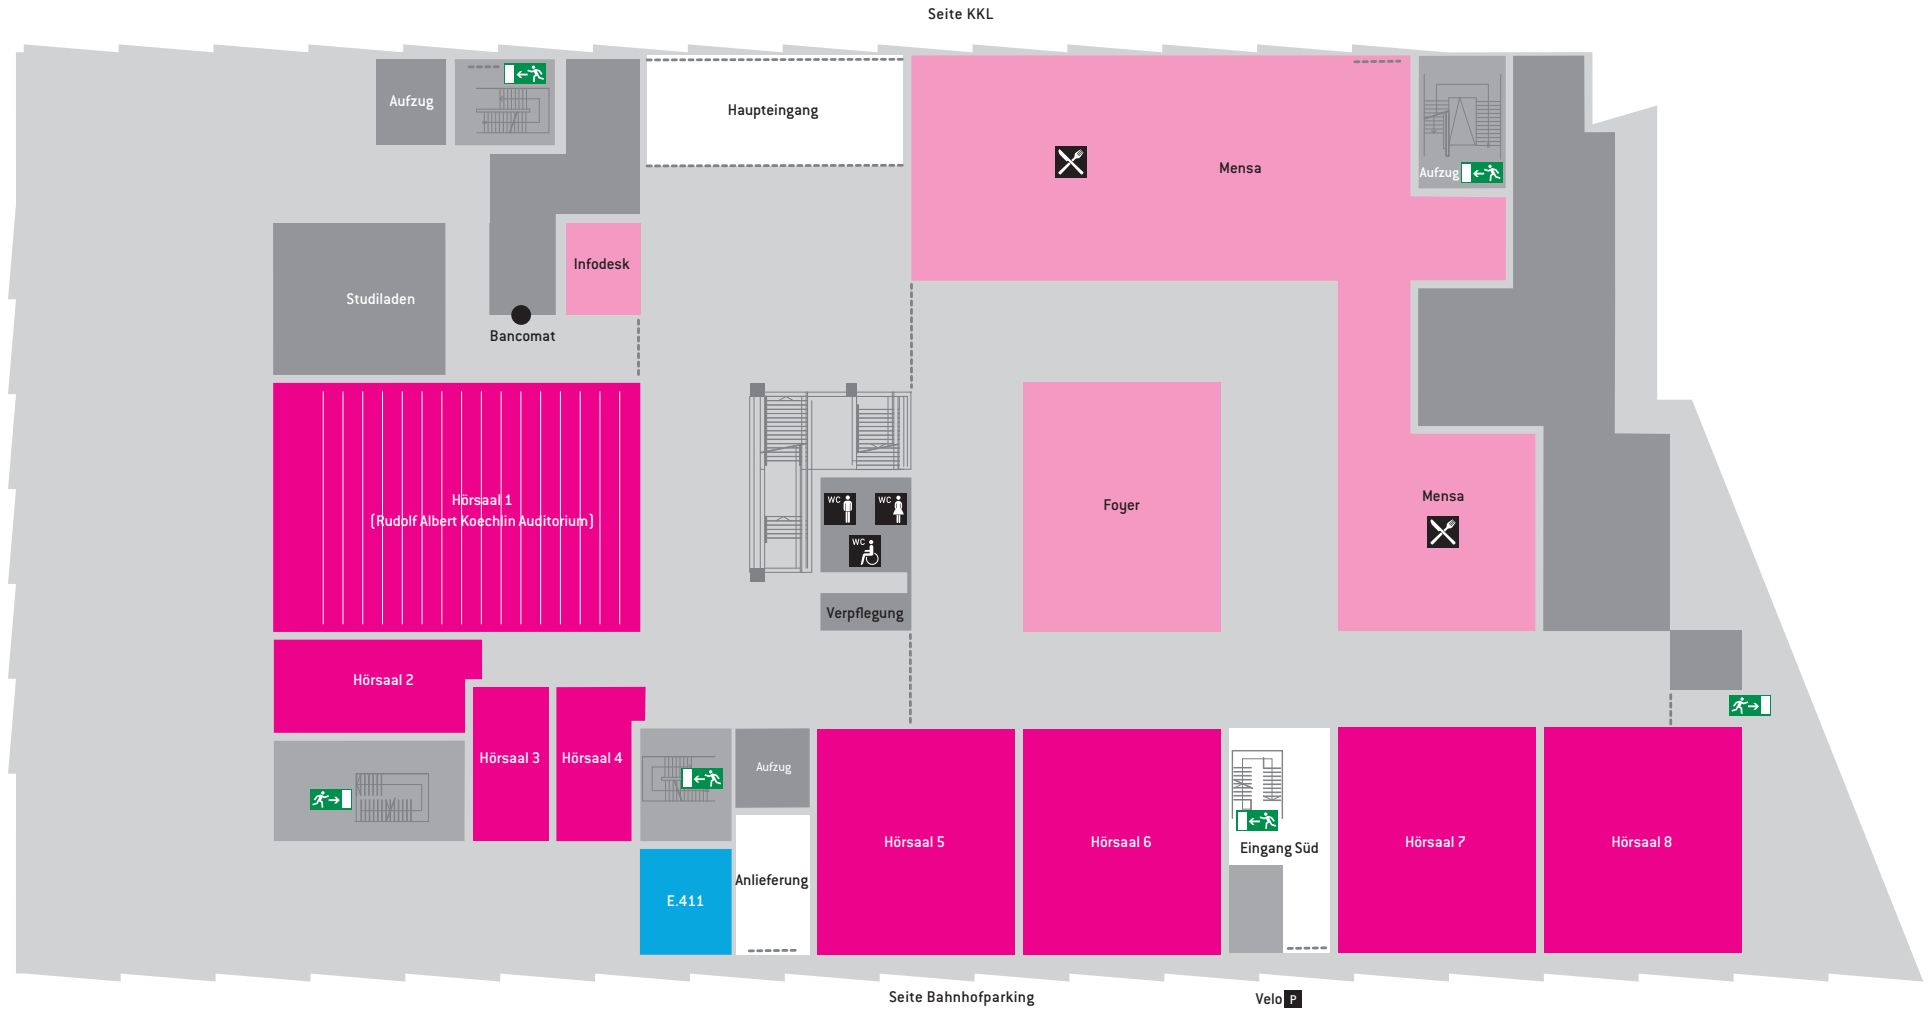 Seite KKL
Aufzug
Haupteingang
Mensa
Aufzug
Infodesk
Studiladen
Bancomat
Hörsaal 1
(Rudolf Albert Koechlin Auditorium)
WC
WC
WC
Foyer
Mensa
Verpflegung
Hörsaal 2
Hörsaal 3
Hörsaal 4
Aufzug
Hörsaal 5
Hörsaal 6
Eingang Süd
Hörsaal 7
Hörsaal 8
Anlieferung
E.411
Seite Bahnhofparking
Velo P